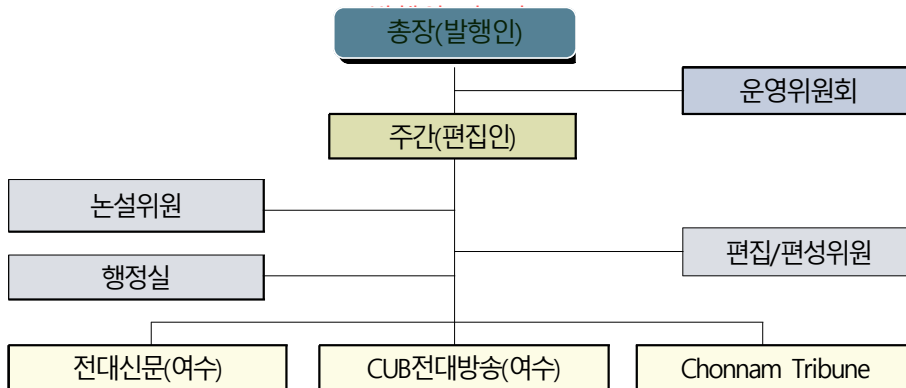 총장(발행인)
운영위원회
주간(편집인)
논설위원
편집/편성위원
행정실
전대신문(여수)
CUB전대방송(여수)
Chonnam Tribune